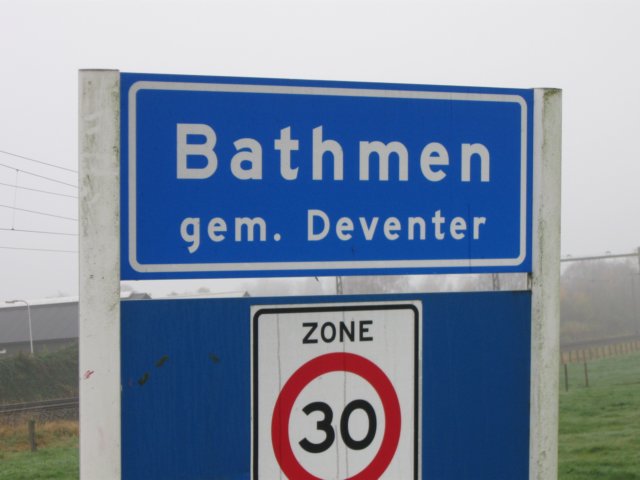 Bathmen
gem. Deventer
ZONE
30